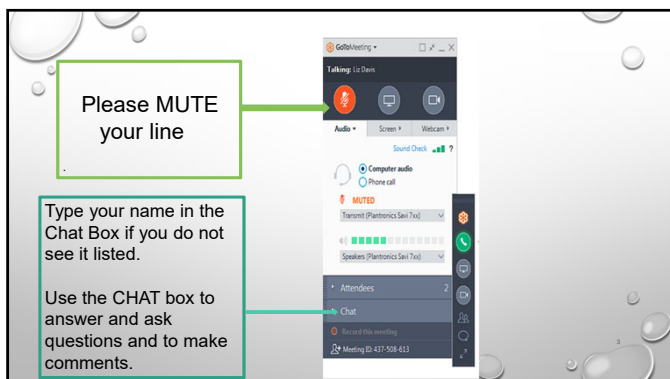 Please MUTE
your line
.
Type your name in the
Chat Box if you do not
see it listed.
Use the CHAT box to
answer and ask
questions and to make
comments.
GoToMeeting
Talking: Liz Davis
Audio Screen Webcam
Sound Check ?
Computer audio
Phone call
MUTED
Transmit (Plantronics Savi 7xx)
Speakers (Plantronics Savi 7xx)
Attendees 2
Chat
Record this meeting
Meeting ID: 437-508-613
3